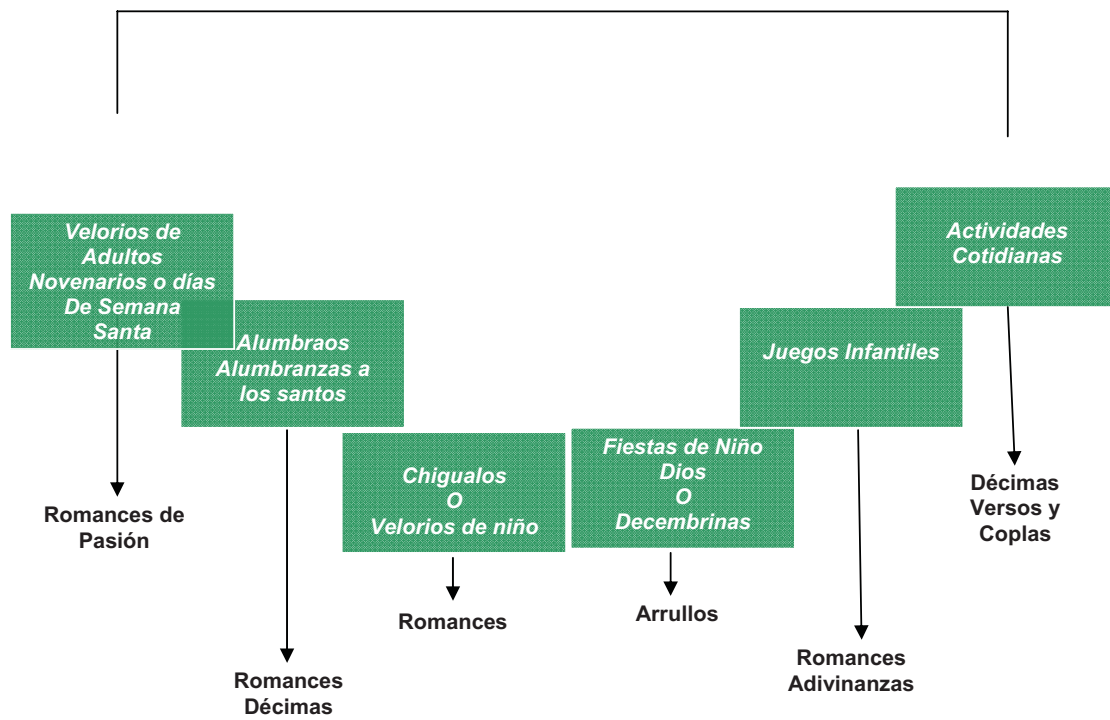 Velorios de
Adultos
Novenarios o días
De Semana
Santa
Romances de
Pasión
Alumbraos
Alumbranzas a
los santos
Romances
Décimas
Chigualos
O
Velorios de niño
Romances
Fiestas de Niño
Dios
O
Decembrinas
Arrullos
Juegos Infantiles
Romances
Adivinanzas
Actividades
Cotidianas
Décimas
Versos y
Coplas